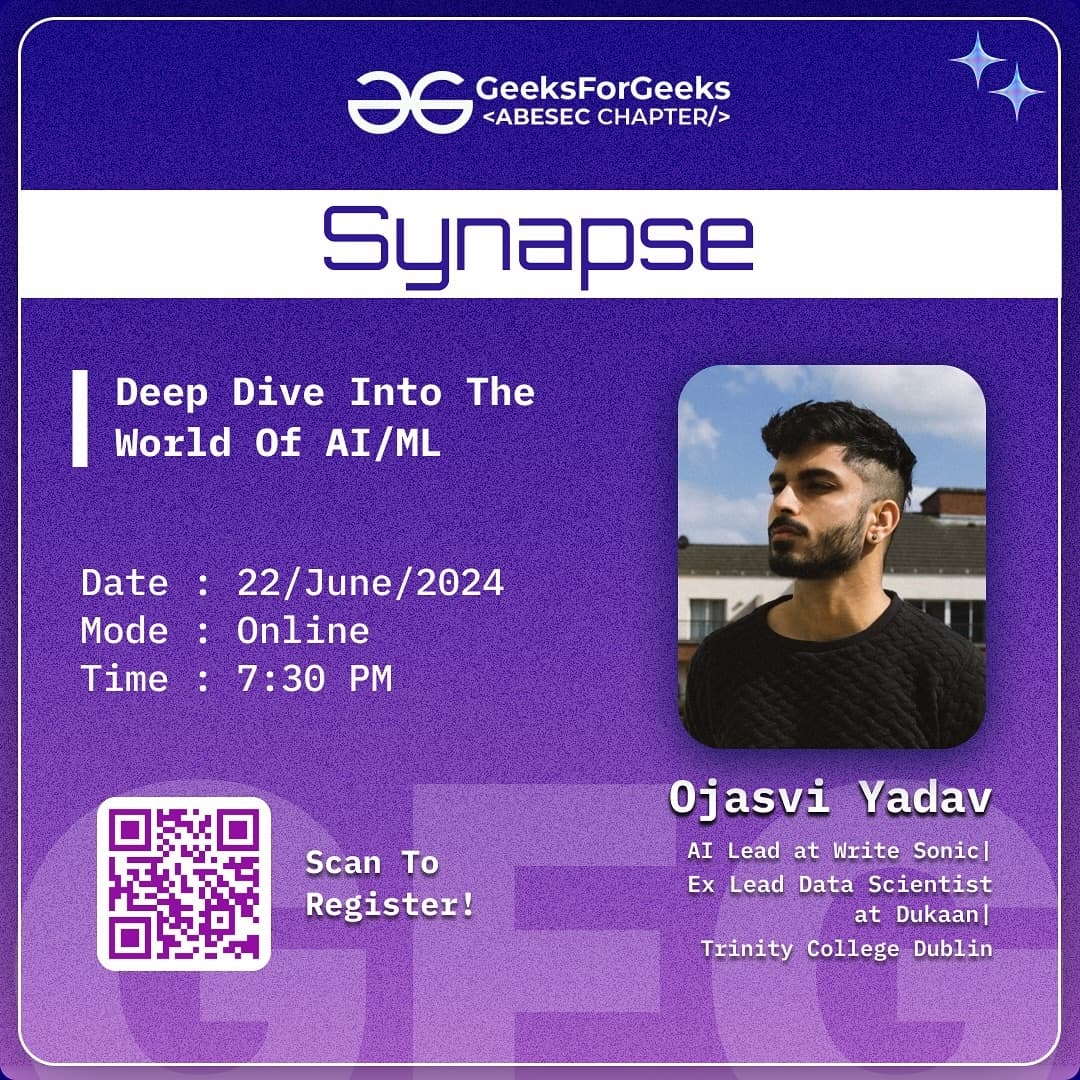 GeeksForGeeks
<ABESEC CHAPTER/>
Synapse
Deep Dive Into The
World Of AI/ML
Date : 22/June/2024
Mode : Online
Time : 7:30 PM
Scan To
Register!
Ojasvi Yadav
AI Lead at Write Sonic|
Ex Lead Data Scientist
at Dukaan|
Trinity College Dublin
GFG